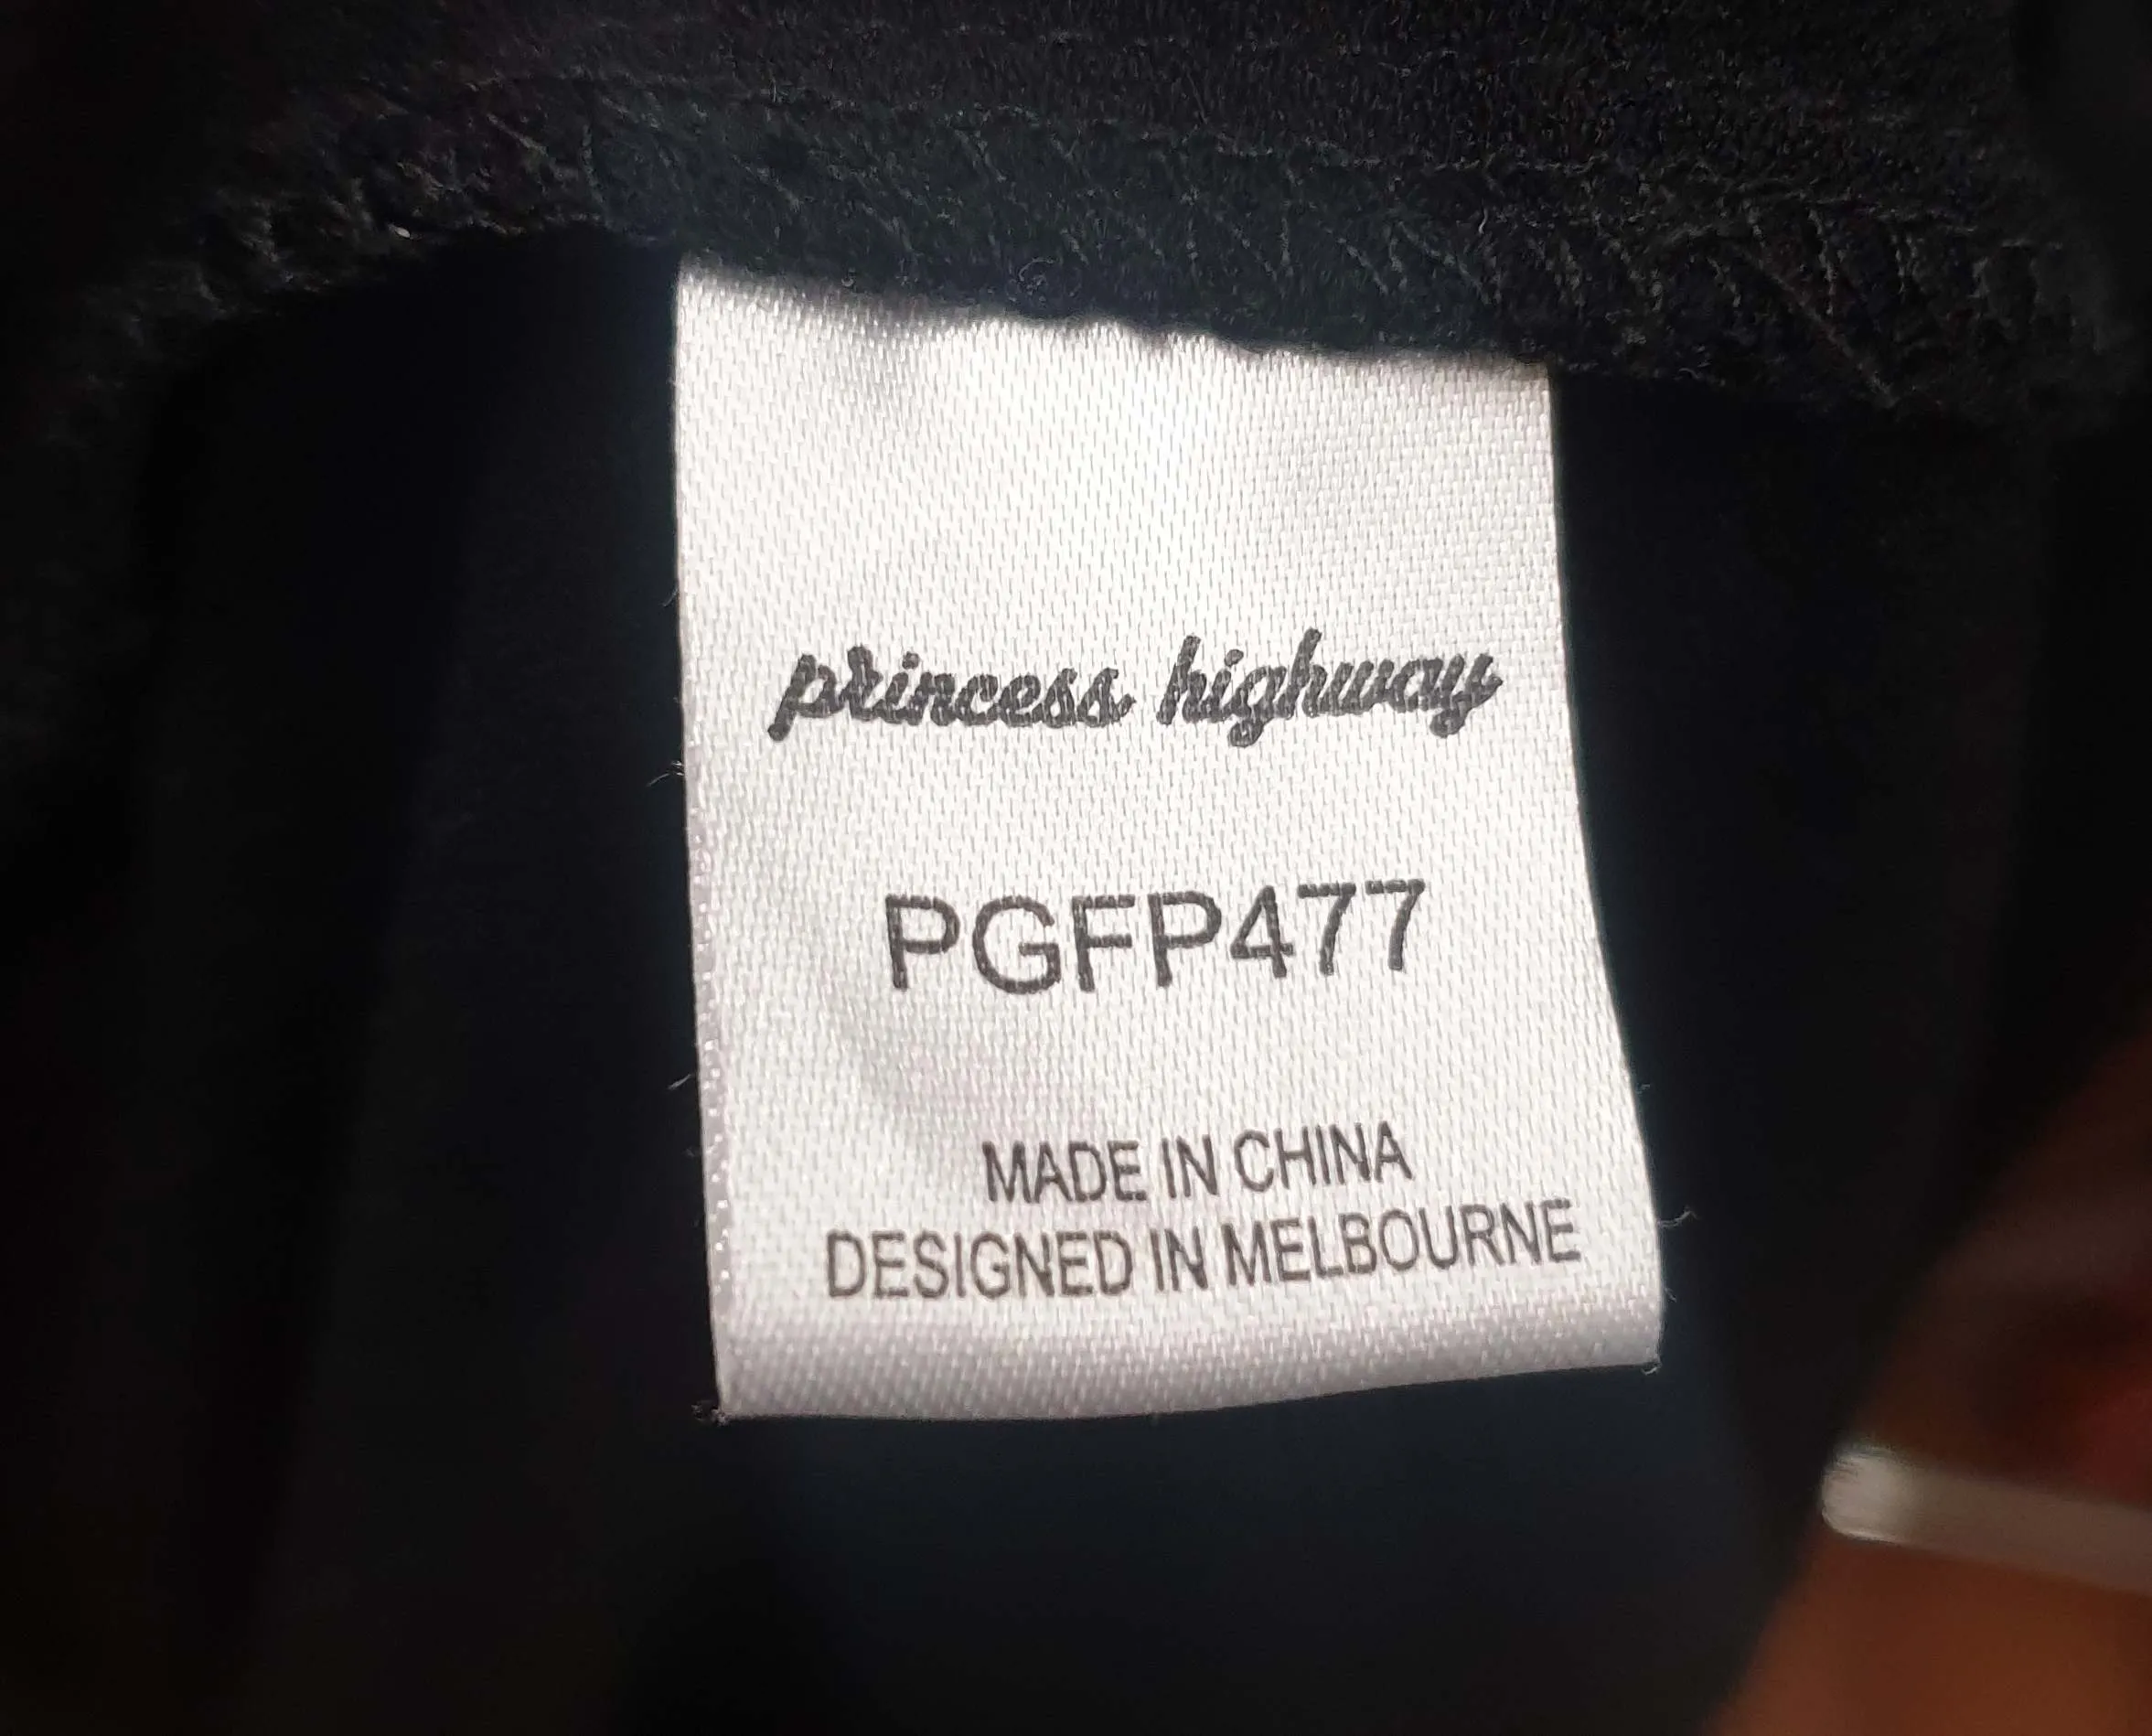 princess highway
PGFP477
MADE IN CHINA
DESIGNED IN MELBOURNE